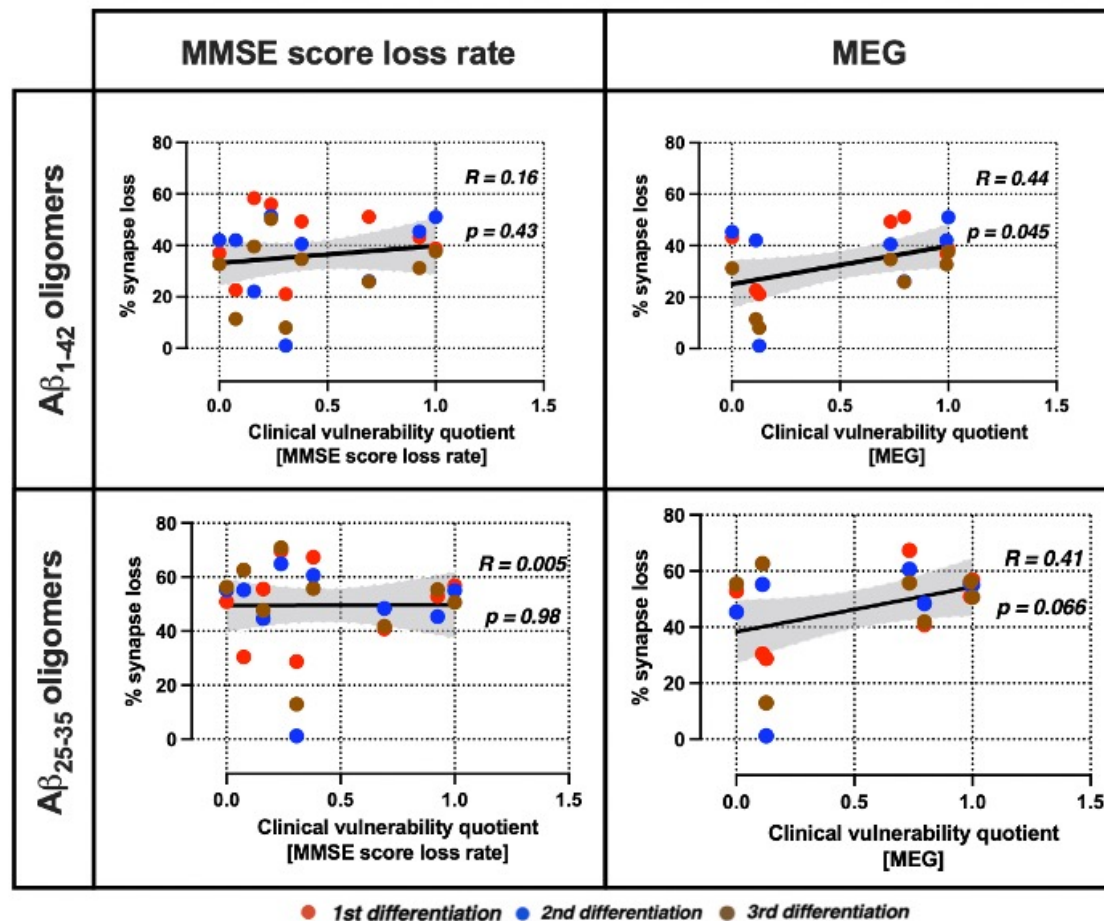 MMSE score loss rate
MEG
Aβ1-42 oligomers
80
60
40
20
0
% synapse loss
R = 0.16
p = 0.43
0.0 0.5 1.0 1.5
Clinical vulnerability quotient
[MMSE score loss rate]
80
60
40
20
0
% synapse loss
R = 0.44
p = 0.045
0.0 0.5 1.0 1.5
Clinical vulnerability quotient
[MEG]
Aβ25-35 oligomers
80
60
40
20
0
% synapse loss
R = 0.005
p = 0.98
0.0 0.5 1.0 1.5
Clinical vulnerability quotient
[MMSE score loss rate]
80
60
40
20
0
% synapse loss
R = 0.41
p = 0.066
0.0 0.5 1.0 1.5
Clinical vulnerability quotient
[MEG]
1st differentiation 2nd differentiation 3rd differentiation